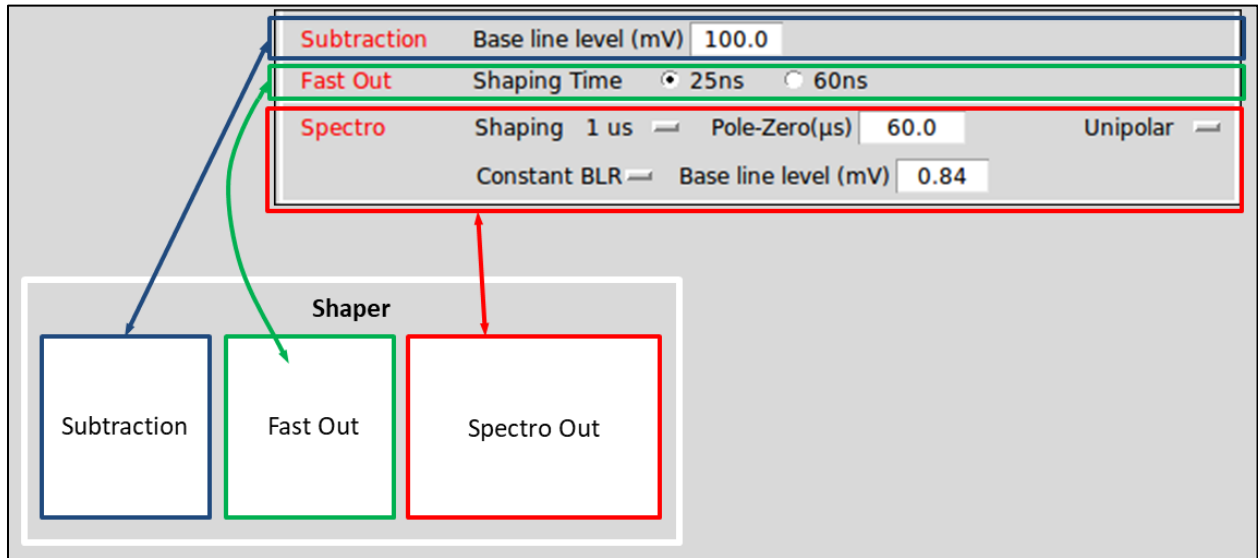 Subtraction Base line level (mV) 100.0
Fast Out Shaping Time 25ns 60ns
Spectro Shaping 1 us Pole-Zero(µs) 60.0 Unipolar
Constant BLR Base line level (mV) 0.84
Shaper
Subtraction Fast Out Spectro Out